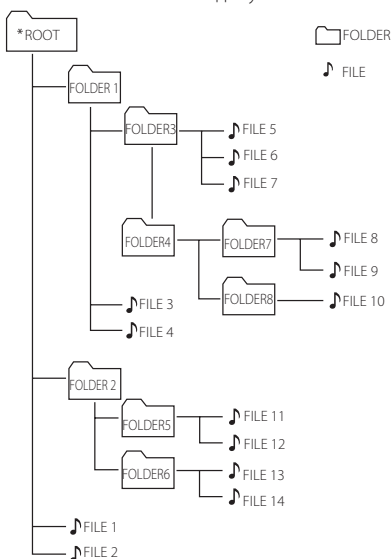 *ROOT
FOLDER
FILE
FOLDER 1
FOLDER3
FILE 5
FILE 6
FILE 7
FOLDER4
FOLDER7
FILE 8
FILE 9
FOLDER8
FILE 10
FILE 3
FILE 4
FOLDER 2
FOLDER5
FILE 11
FILE 12
FOLDER6
FILE 13
FILE 14
FILE 1
FILE 2